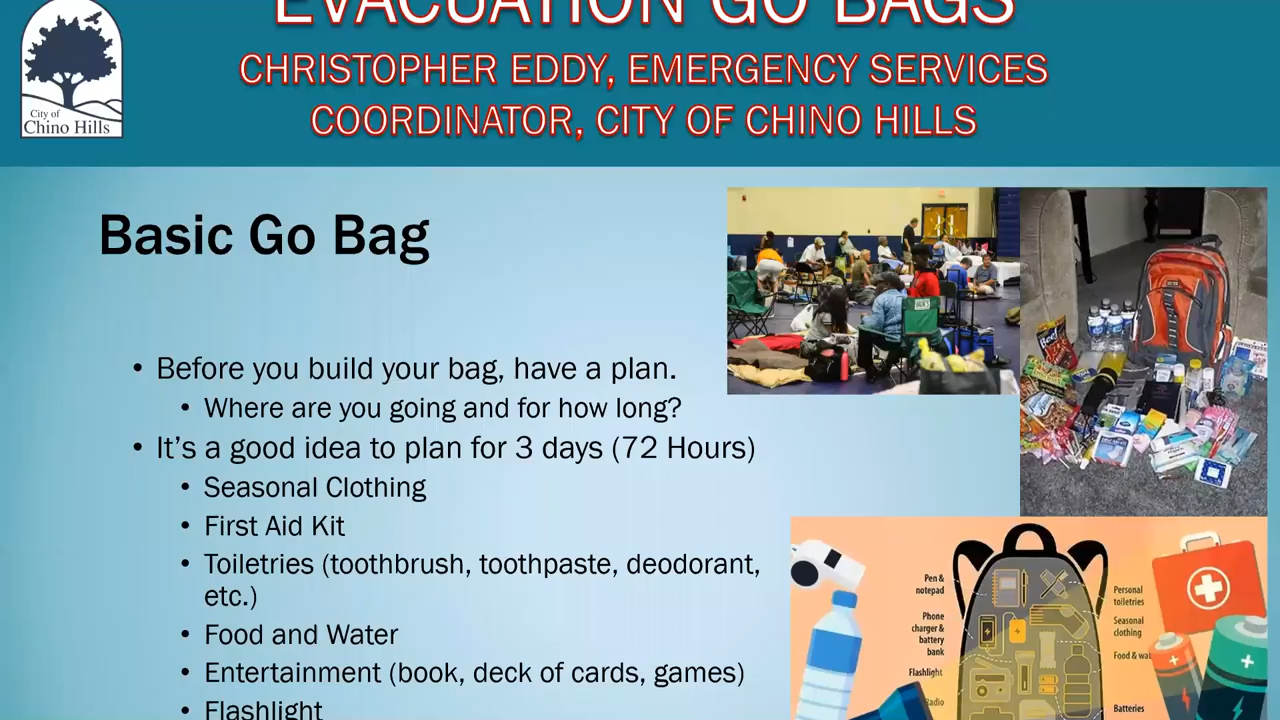 EVACUATION GO BAGS
CHRISTOPHER EDDY, EMERGENCY SERVICES
COORDINATOR, CITY OF CHINO HILLS
City of
Chino Hills
Basic Go Bag
• Before you build your bag, have a plan.
• Where are you going and for how long?
• It’s a good idea to plan for 3 days (72 Hours)
• Seasonal Clothing
• First Aid Kit
• Toiletries (toothbrush, toothpaste, deodorant,
etc.)
• Food and Water
• Entertainment (book, deck of cards, games)
• Flashlight
Pen &
notepad
Phone
charger &
battery
bank
Flashlight
Radio
Personal
toiletries
Seasonal
clothing
Food & wat
Batteries